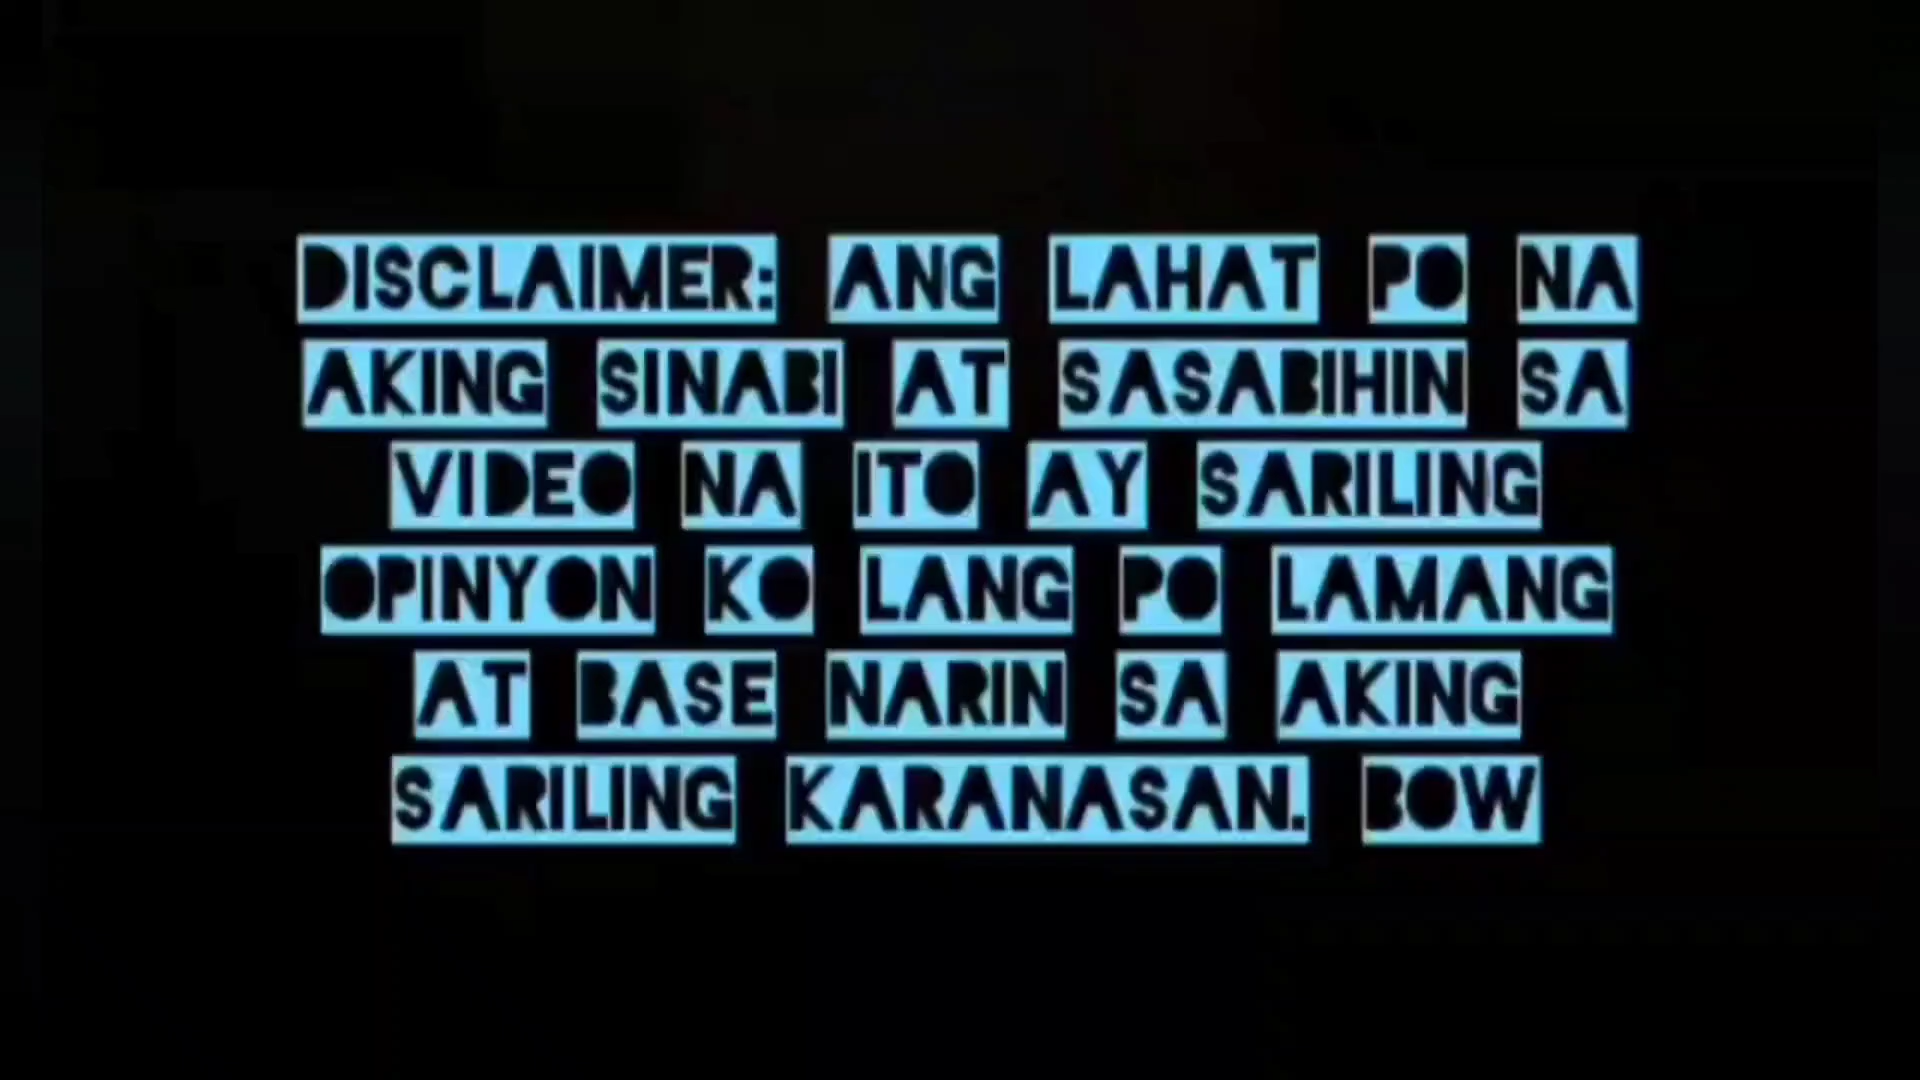 DISCLAIMER: ANG LAHAT PO NA
AKING SINABI AT SASABIHIN SA
VIDEO NA ITO AY SARILING
OPINYON KO LANG PO LAMANG
AT BASE NARIN SA AKING
SARILING KARANASAN. BOW